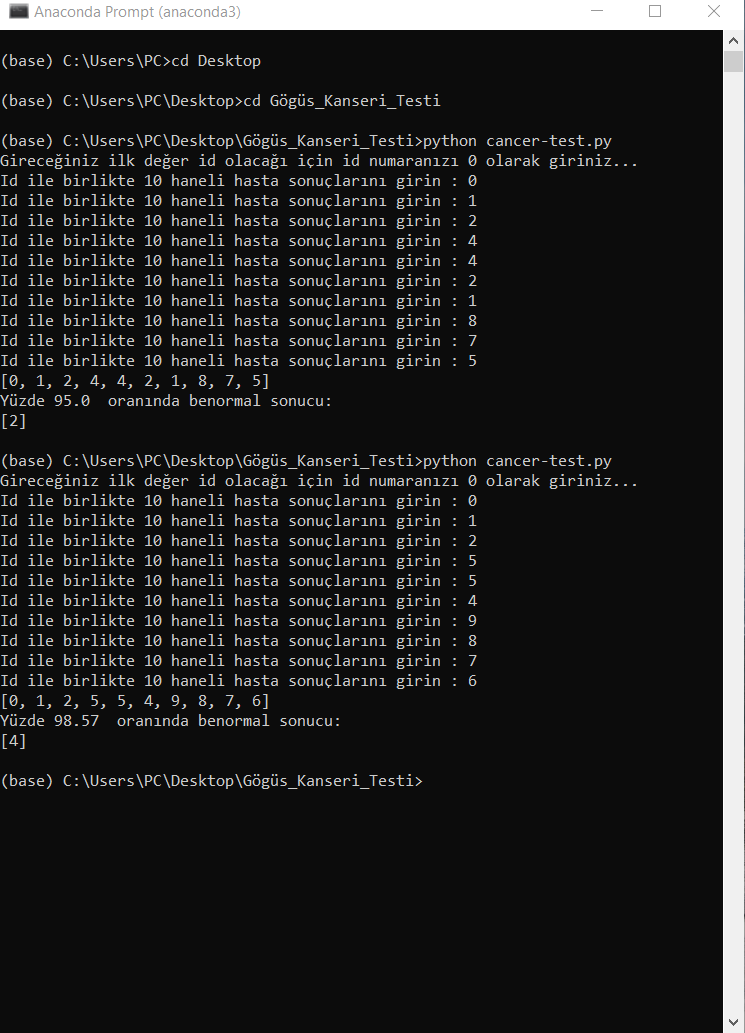 Anaconda Prompt (anaconda3)
(base) C:\Users\PC>cd Desktop
(base) C:\Users\PC\Desktop>cd Gögüs_Kanseri_Testi
(base) C:\Users\PC\Desktop\Gögüs_Kanseri_Testi>python cancer-test.py
Gireceğiniz ilk değer id olacağı için id numaranızı 0 olarak giriniz...
Id ile birlikte 10 haneli hasta sonuçlarını girin : 0
Id ile birlikte 10 haneli hasta sonuçlarını girin : 1
Id ile birlikte 10 haneli hasta sonuçlarını girin : 2
Id ile birlikte 10 haneli hasta sonuçlarını girin : 4
Id ile birlikte 10 haneli hasta sonuçlarını girin : 4
Id ile birlikte 10 haneli hasta sonuçlarını girin : 2
Id ile birlikte 10 haneli hasta sonuçlarını girin : 1
Id ile birlikte 10 haneli hasta sonuçlarını girin : 8
Id ile birlikte 10 haneli hasta sonuçlarını girin : 7
Id ile birlikte 10 haneli hasta sonuçlarını girin : 5
[0, 1, 2, 4, 4, 2, 1, 8, 7, 5]
Yüzde 95.0  oranında benormal sonucu:
[2]
(base) C:\Users\PC\Desktop\Gögüs_Kanseri_Testi>python cancer-test.py
Gireceğiniz ilk değer id olacağı için id numaranızı 0 olarak giriniz...
Id ile birlikte 10 haneli hasta sonuçlarını girin : 0
Id ile birlikte 10 haneli hasta sonuçlarını girin : 1
Id ile birlikte 10 haneli hasta sonuçlarını girin : 2
Id ile birlikte 10 haneli hasta sonuçlarını girin : 5
Id ile birlikte 10 haneli hasta sonuçlarını girin : 5
Id ile birlikte 10 haneli hasta sonuçlarını girin : 4
Id ile birlikte 10 haneli hasta sonuçlarını girin : 9
Id ile birlikte 10 haneli hasta sonuçlarını girin : 8
Id ile birlikte 10 haneli hasta sonuçlarını girin : 7
Id ile birlikte 10 haneli hasta sonuçlarını girin : 6
[0, 1, 2, 5, 5, 4, 9, 8, 7, 6]
Yüzde 98.57  oranında benormal sonucu:
[4]
(base) C:\Users\PC\Desktop\Gögüs_Kanseri_Testi>